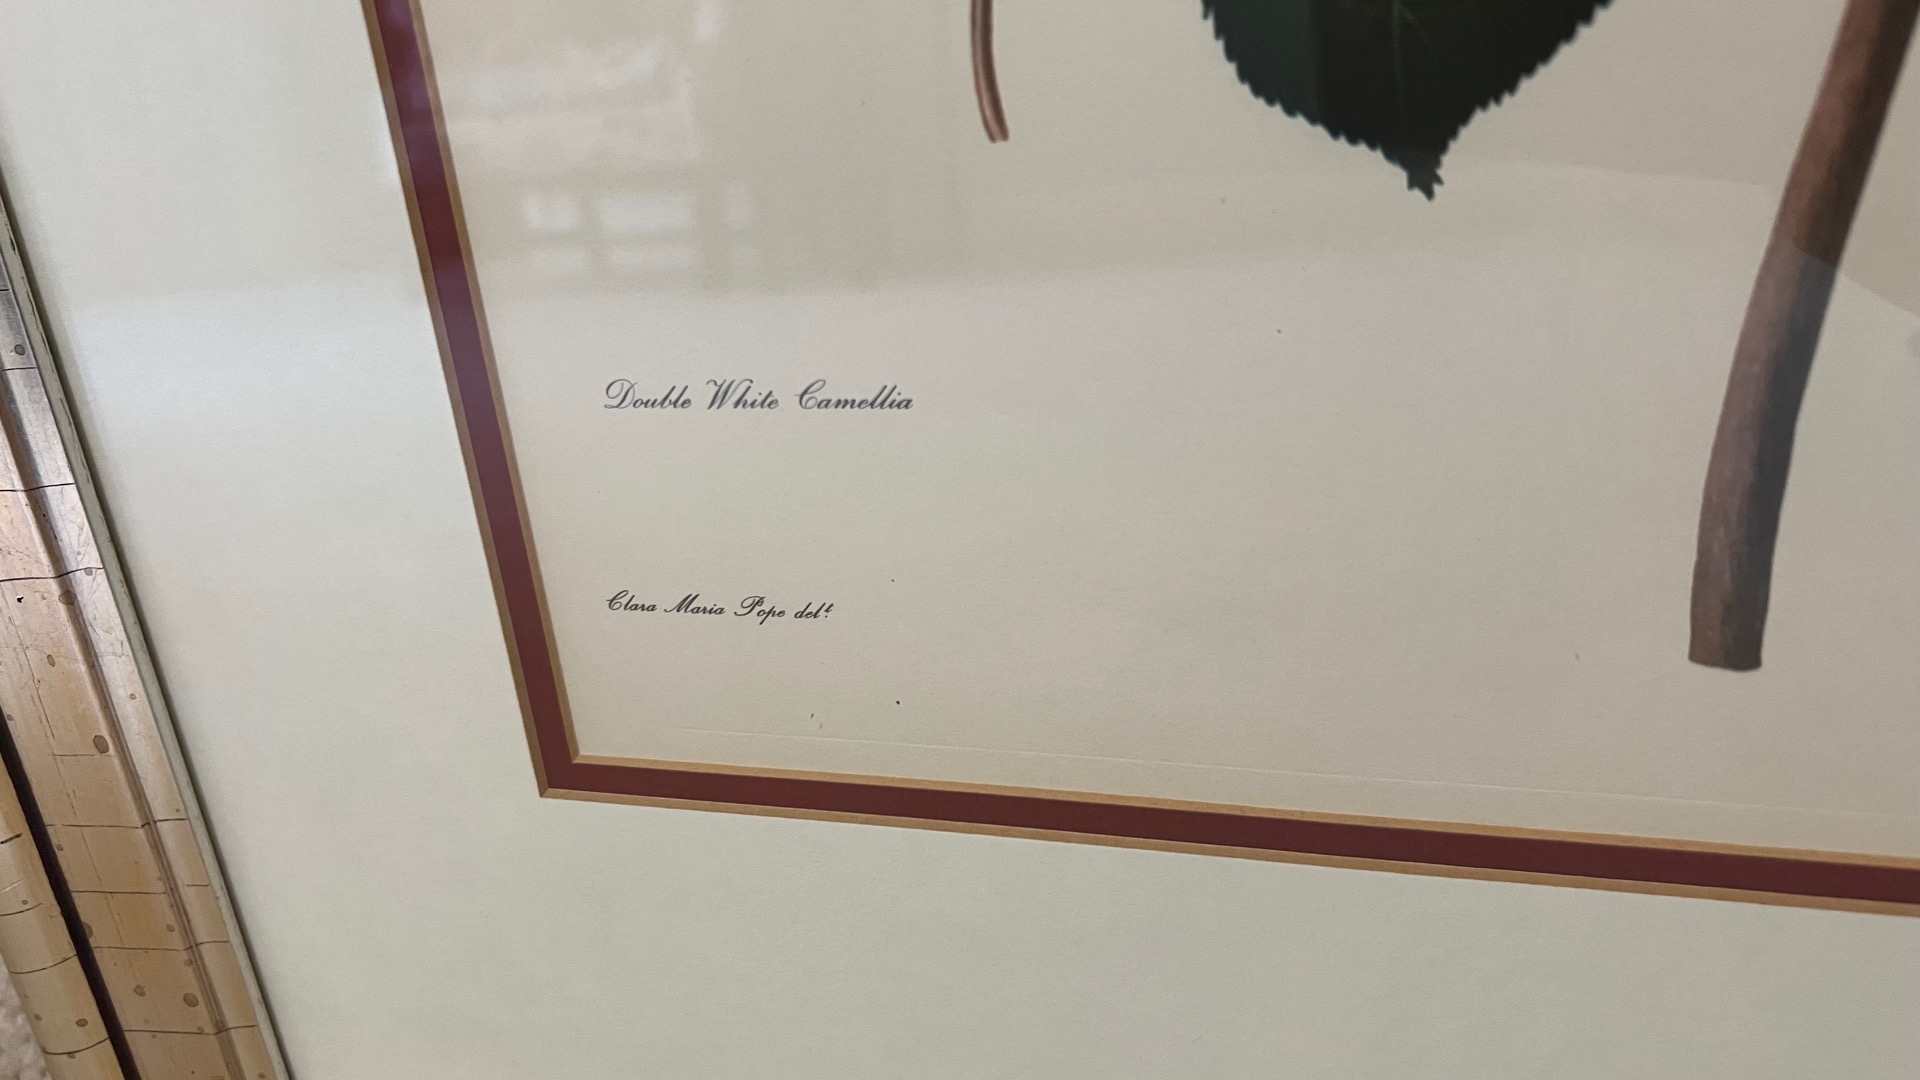 Double White Camellia
Clara Maria Pope delt.